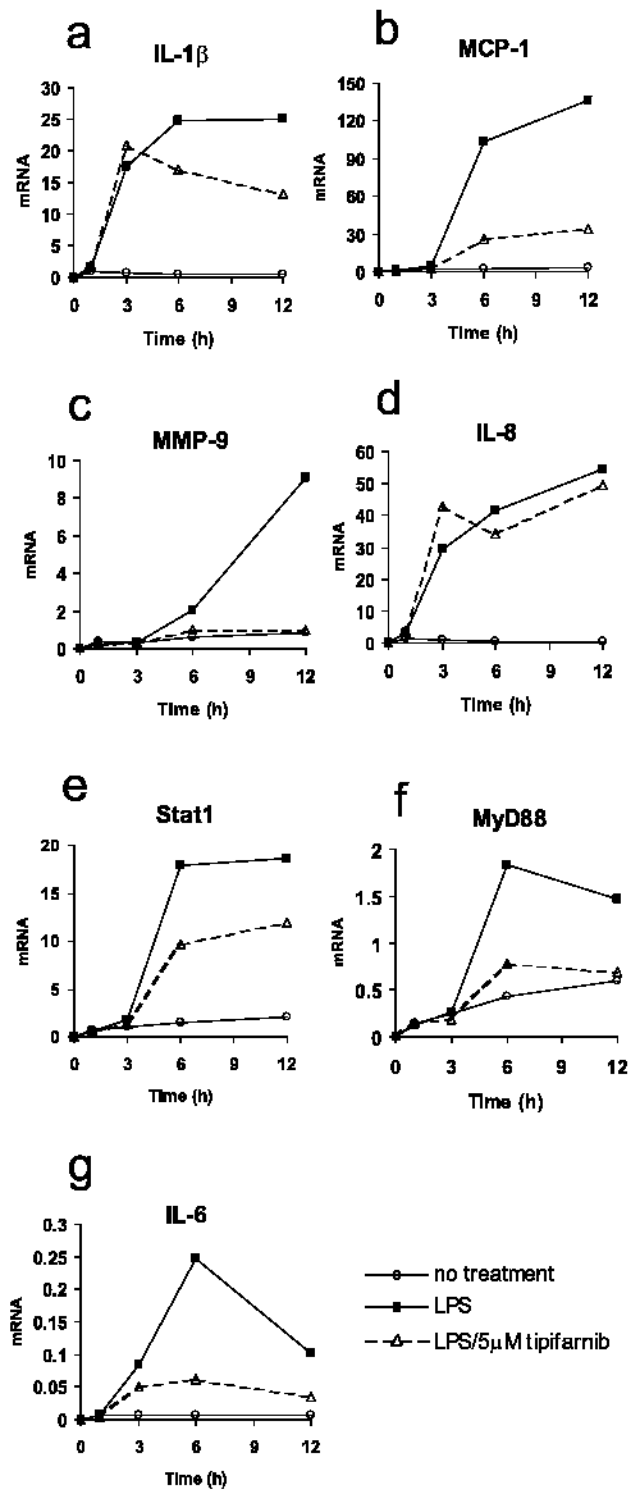 a
IL-1β
30
25
20
15
10
5
0
mRNA
0 3 6 9 12
Time (h)
b
MCP-1
150
120
90
60
30
0
mRNA
0 3 6 9 12
Time (h)
c
MMP-9
10
8
6
4
2
0
mRNA
0 3 6 9 12
Time (h)
d
IL-8
60
50
40
30
20
10
0
mRNA
0 3 6 9 12
Time (h)
e
Stat1
20
15
10
5
0
mRNA
0 3 6 9 12
Time (h)
f
MyD88
2
1.5
1
0.5
0
mRNA
0 3 6 9 12
Time (h)
g
IL-6
0.3
0.25
0.2
0.15
0.1
0.05
0
mRNA
0 3 6 9 12
Time (h)
no treatment
LPS
LPS/5μM tipifarnib